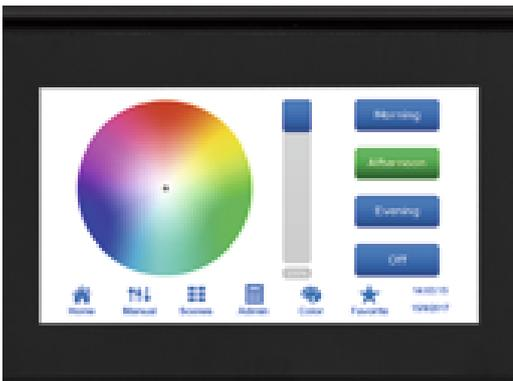 Morning
Afternoon
Evening
Off
Home
Manual
Scenes
Admin
Color
Favorite